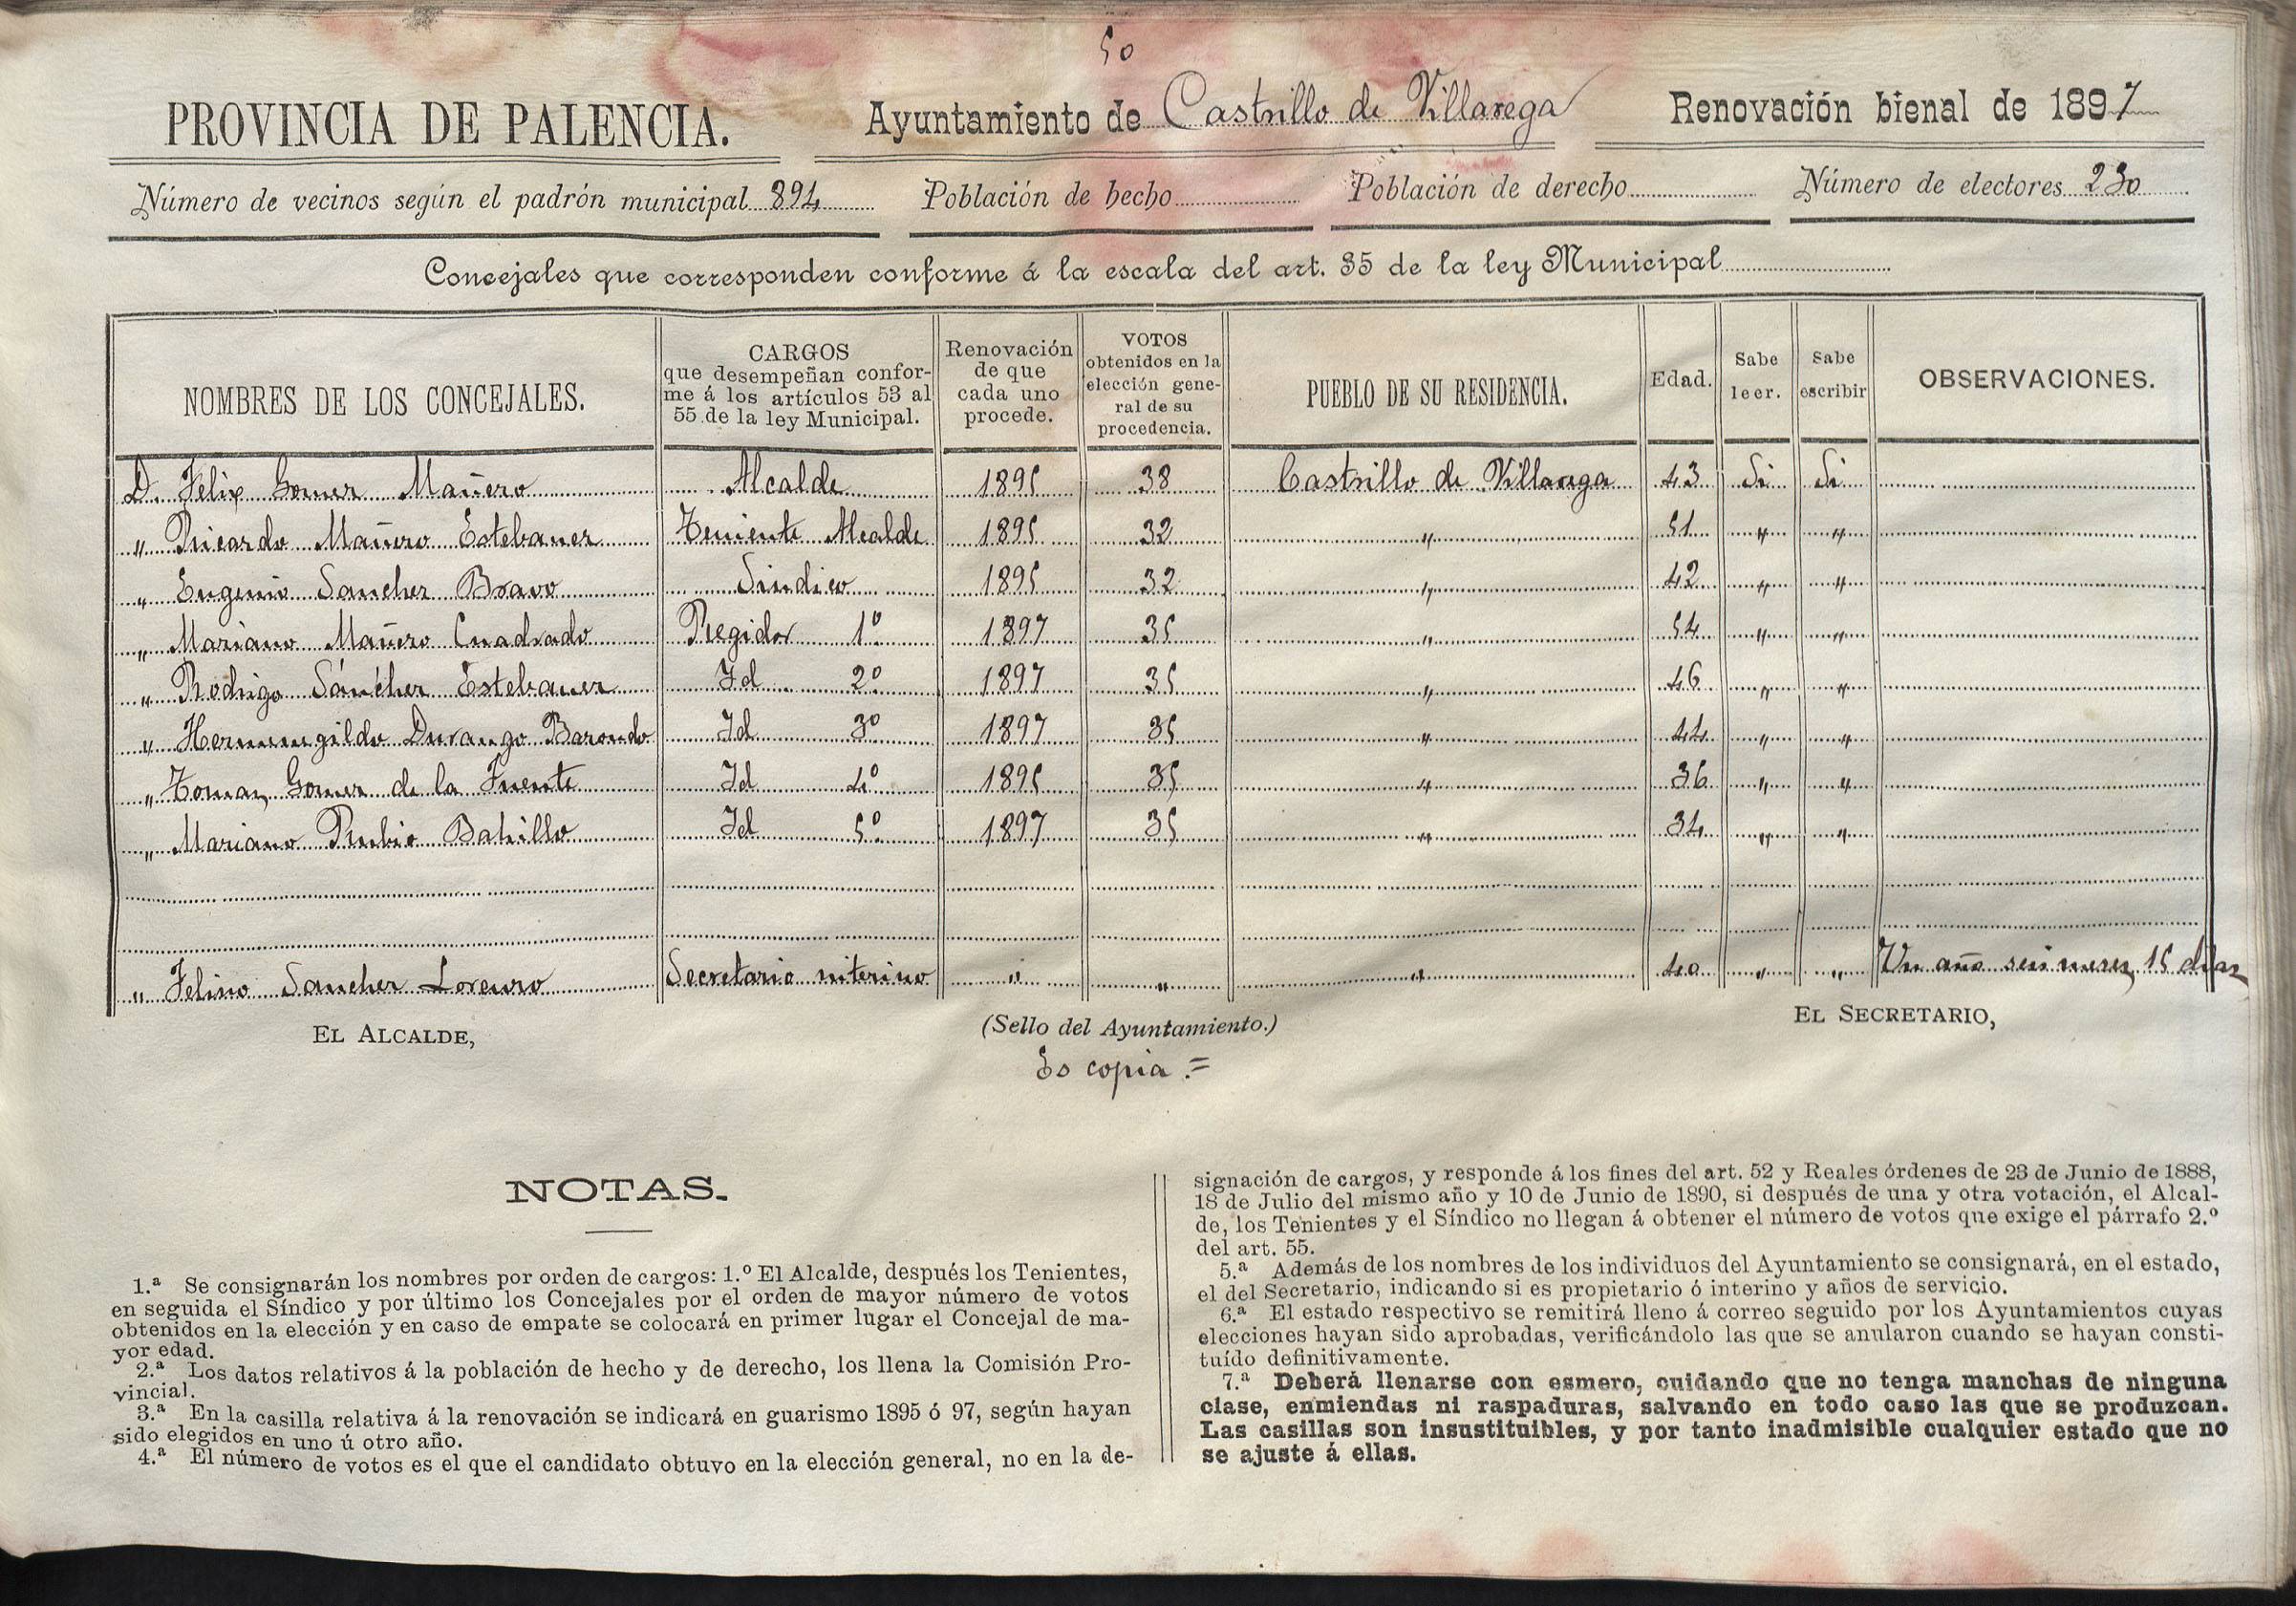 50
PROVINCIA DE PALENCIA. Ayuntamiento de Castrillo de Villavega Renovación bienal de 1897
Número de vecinos según el padrón municipal 894 Población de hecho Población de derecho Número de electores 230
Concejales que corresponden conforme á la escala del art. 35 de la ley Municipal
NOMBRES DE LOS CONCEJALES. CARGOS que desempeñan conforme á los artículos 53 al 55 de la ley Municipal. Renovación de que cada uno procede. VOTOS obtenidos en la elección general de su procedencia. PUEBLO DE SU RESIDENCIA. Edad. Sabe leer. Sabe escribir OBSERVACIONES.
D. Felix Gomez Mañero Alcalde 1895 38 Castrillo de Villavega 43 Si Si
" Ricardo Mañero Estebanez Teniente Alcalde 1895 32 " 51 " "
" Eugenio Sanchez Bravo Sindico 1895 32 " 42 " "
" Mariano Mañero Cuadrado Regidor 1º 1897 35 " 54 " "
" Rodrigo Sánchez Estebanez Id 2º 1897 35 " 46 " "
" Hermenegildo Durango Barondo Id 3º 1897 35 " 44 " "
" Tomas Gomez de la Fuente Id 4º 1895 35 " 36 " "
" Mariano Rubio Bahillo Id 5º 1897 35 " 34 " "
" Felino Sanchez Lorenzo Secretario interino " " " 40 " " Un año seis meses 15 dias
EL ALCALDE, (Sello del Ayuntamiento.) EL SECRETARIO,
Es copia.=
NOTAS.
1.ª Se consignarán los nombres por orden de cargos: 1.º El Alcalde, después los Tenientes,
en seguida el Síndico y por último los Concejales por el orden de mayor número de votos
obtenidos en la elección y en caso de empate se colocará en primer lugar el Concejal de ma-
yor edad.
2.ª Los datos relativos á la población de hecho y de derecho, los llena la Comisión Pro-
vincial.
3.ª En la casilla relativa á la renovación se indicará en guarismo 1895 ó 97, según hayan
sido elegidos en uno ú otro año.
4.ª El número de votos es el que el candidato obtuvo en la elección general, no en la de-
signación de cargos, y responde á los fines del art. 52 y Reales órdenes de 23 de Junio de 1888,
18 de Julio del mismo año y 10 de Junio de 1890, si después de una y otra votación, el Alcal-
de, los Tenientes y el Síndico no llegan á obtener el número de votos que exige el párrafo 2.º
del art. 55.
5.ª Además de los nombres de los individuos del Ayuntamiento se consignará, en el estado,
el del Secretario, indicando si es propietario ó interino y años de servicio.
6.ª El estado respectivo se remitirá lleno á correo seguido por los Ayuntamientos cuyas
elecciones hayan sido aprobadas, verificándolo las que se anularon cuando se hayan consti-
tuído definitivamente.
7.ª Deberá llenarse con esmero, cuidando que no tenga manchas de ninguna
clase, enmiendas ni raspaduras, salvando en todo caso las que se produzcan.
Las casillas son insustituibles, y por tanto inadmisible cualquier estado que no
se ajuste á ellas.